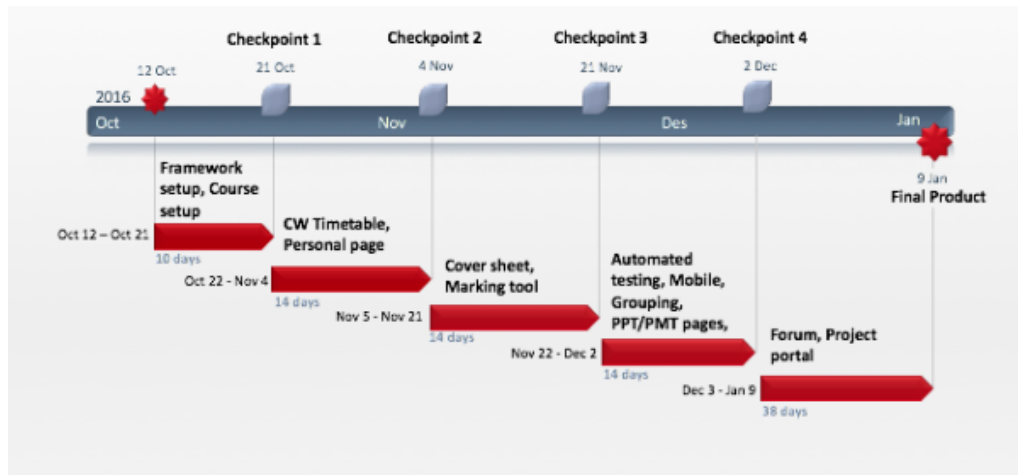 Checkpoint 1
Checkpoint 2
Checkpoint 3
Checkpoint 4
12 Oct
21 Oct
4 Nov
21 Nov
2 Dec
2016
Oct
Nov
Des
Jan
9 Jan
Final Product
Framework
setup, Course
setup
Oct 12 – Oct 21
10 days
CW Timetable,
Personal page
Oct 22 - Nov 4
14 days
Cover sheet,
Marking tool
Nov 5 - Nov 21
14 days
Automated
testing, Mobile,
Grouping,
PPT/PMT pages,
Nov 22 - Dec 2
14 days
Forum, Project
portal
Dec 3 - Jan 9
38 days